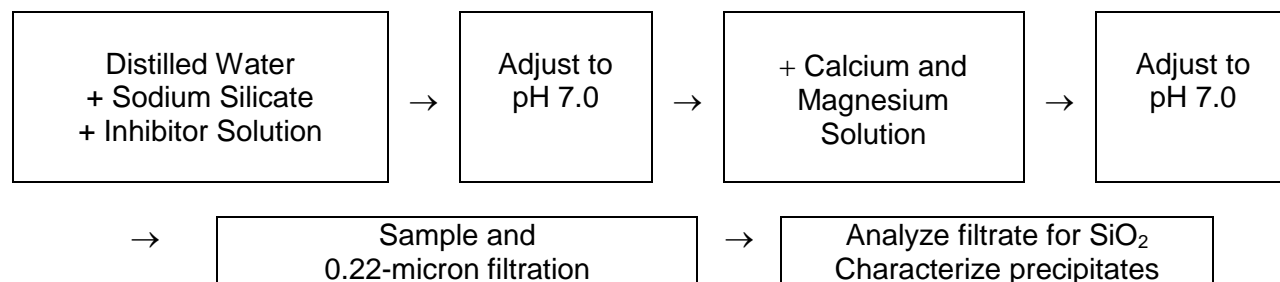 Distilled Water
+ Sodium Silicate
+ Inhibitor Solution
→
Adjust to
pH 7.0
→
+ Calcium and
Magnesium
Solution
→
Adjust to
pH 7.0
→
Sample and
0.22-micron filtration
→
Analyze filtrate for SiO₂
Characterize precipitates